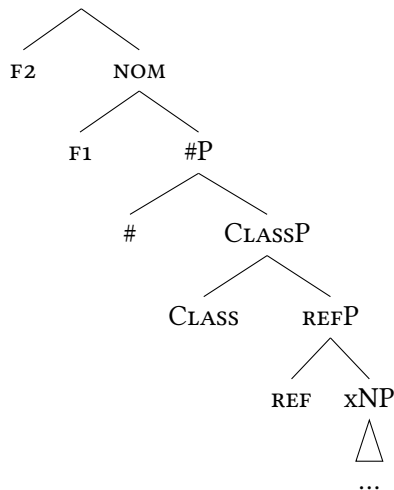 F2 NOM
F1 #P
# CLASSP
CLASS REFP
REF XNP
...